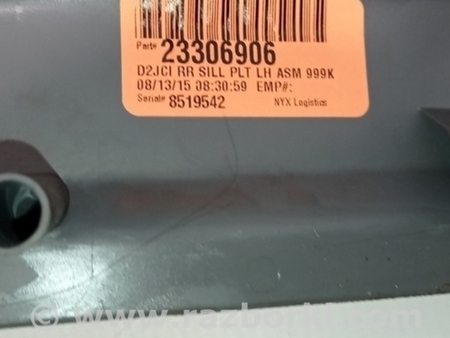 Part# 23306906
D2JCI RR SILL PLT LH ASM 999K
08/13/15 08:30:59 EMP#:
Serial# 8519542 NYX Logistics